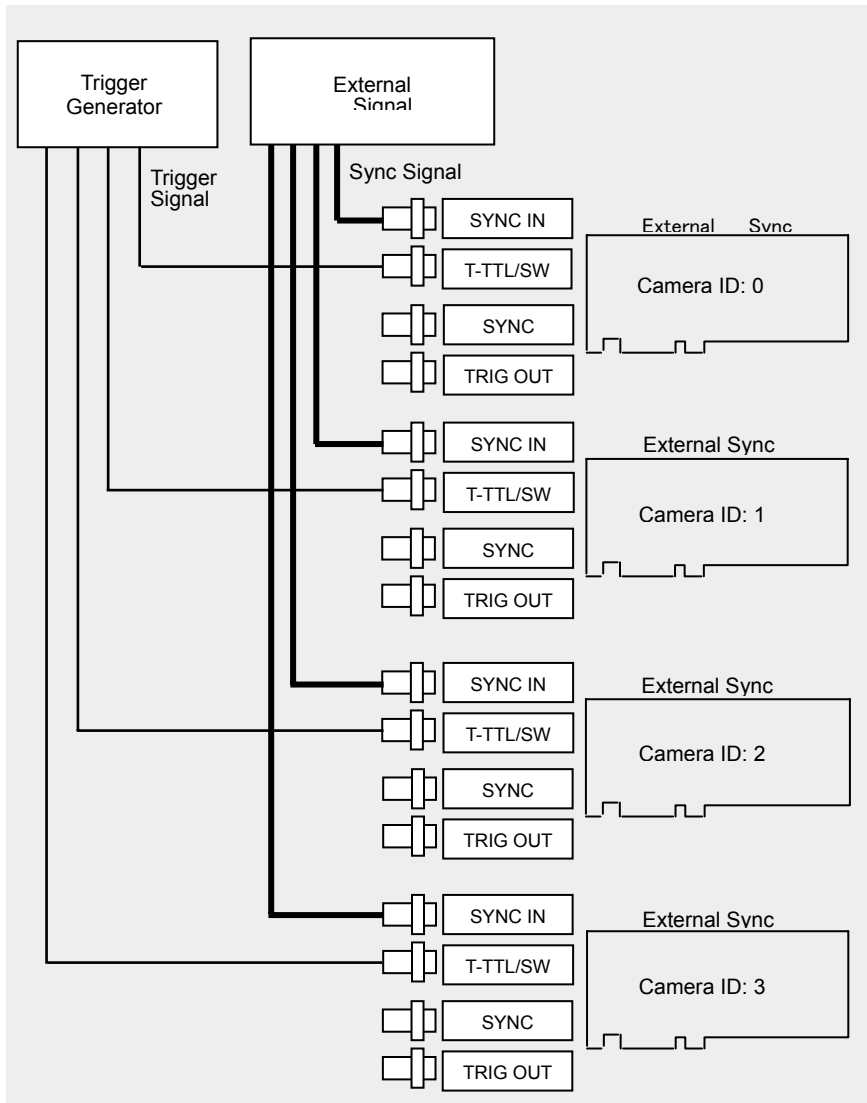 Trigger
Generator
External
Signal
Trigger
Signal
Sync Signal
SYNC IN
T-TTL/SW
SYNC
TRIG OUT
External Sync
Camera ID: 0
SYNC IN
T-TTL/SW
SYNC
TRIG OUT
External Sync
Camera ID: 1
SYNC IN
T-TTL/SW
SYNC
TRIG OUT
External Sync
Camera ID: 2
SYNC IN
T-TTL/SW
SYNC
TRIG OUT
External Sync
Camera ID: 3